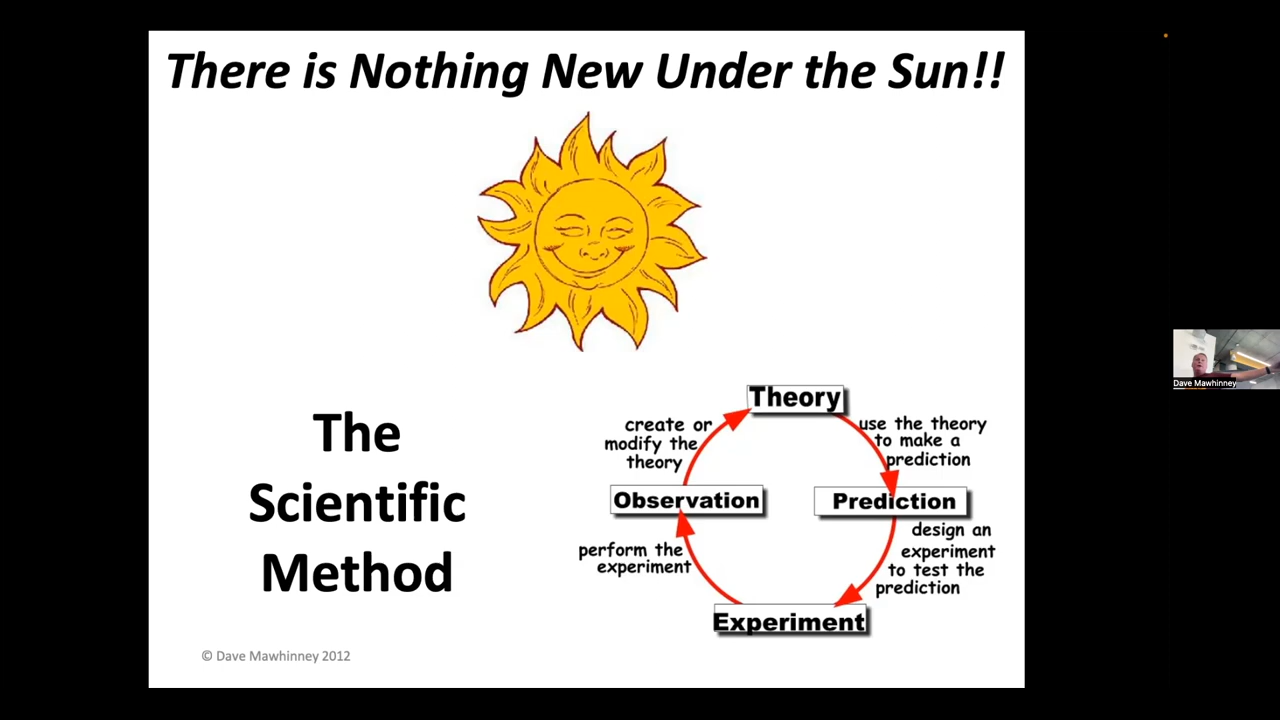 There is Nothing New Under the Sun!!
The
Scientific
Method
Theory
use the theory
to make a
prediction
Prediction
design an
experiment
to test the
prediction
Experiment
perform the
experiment
Observation
create or
modify the
theory
© Dave Mawhinney 2012
Dave Mawhinney